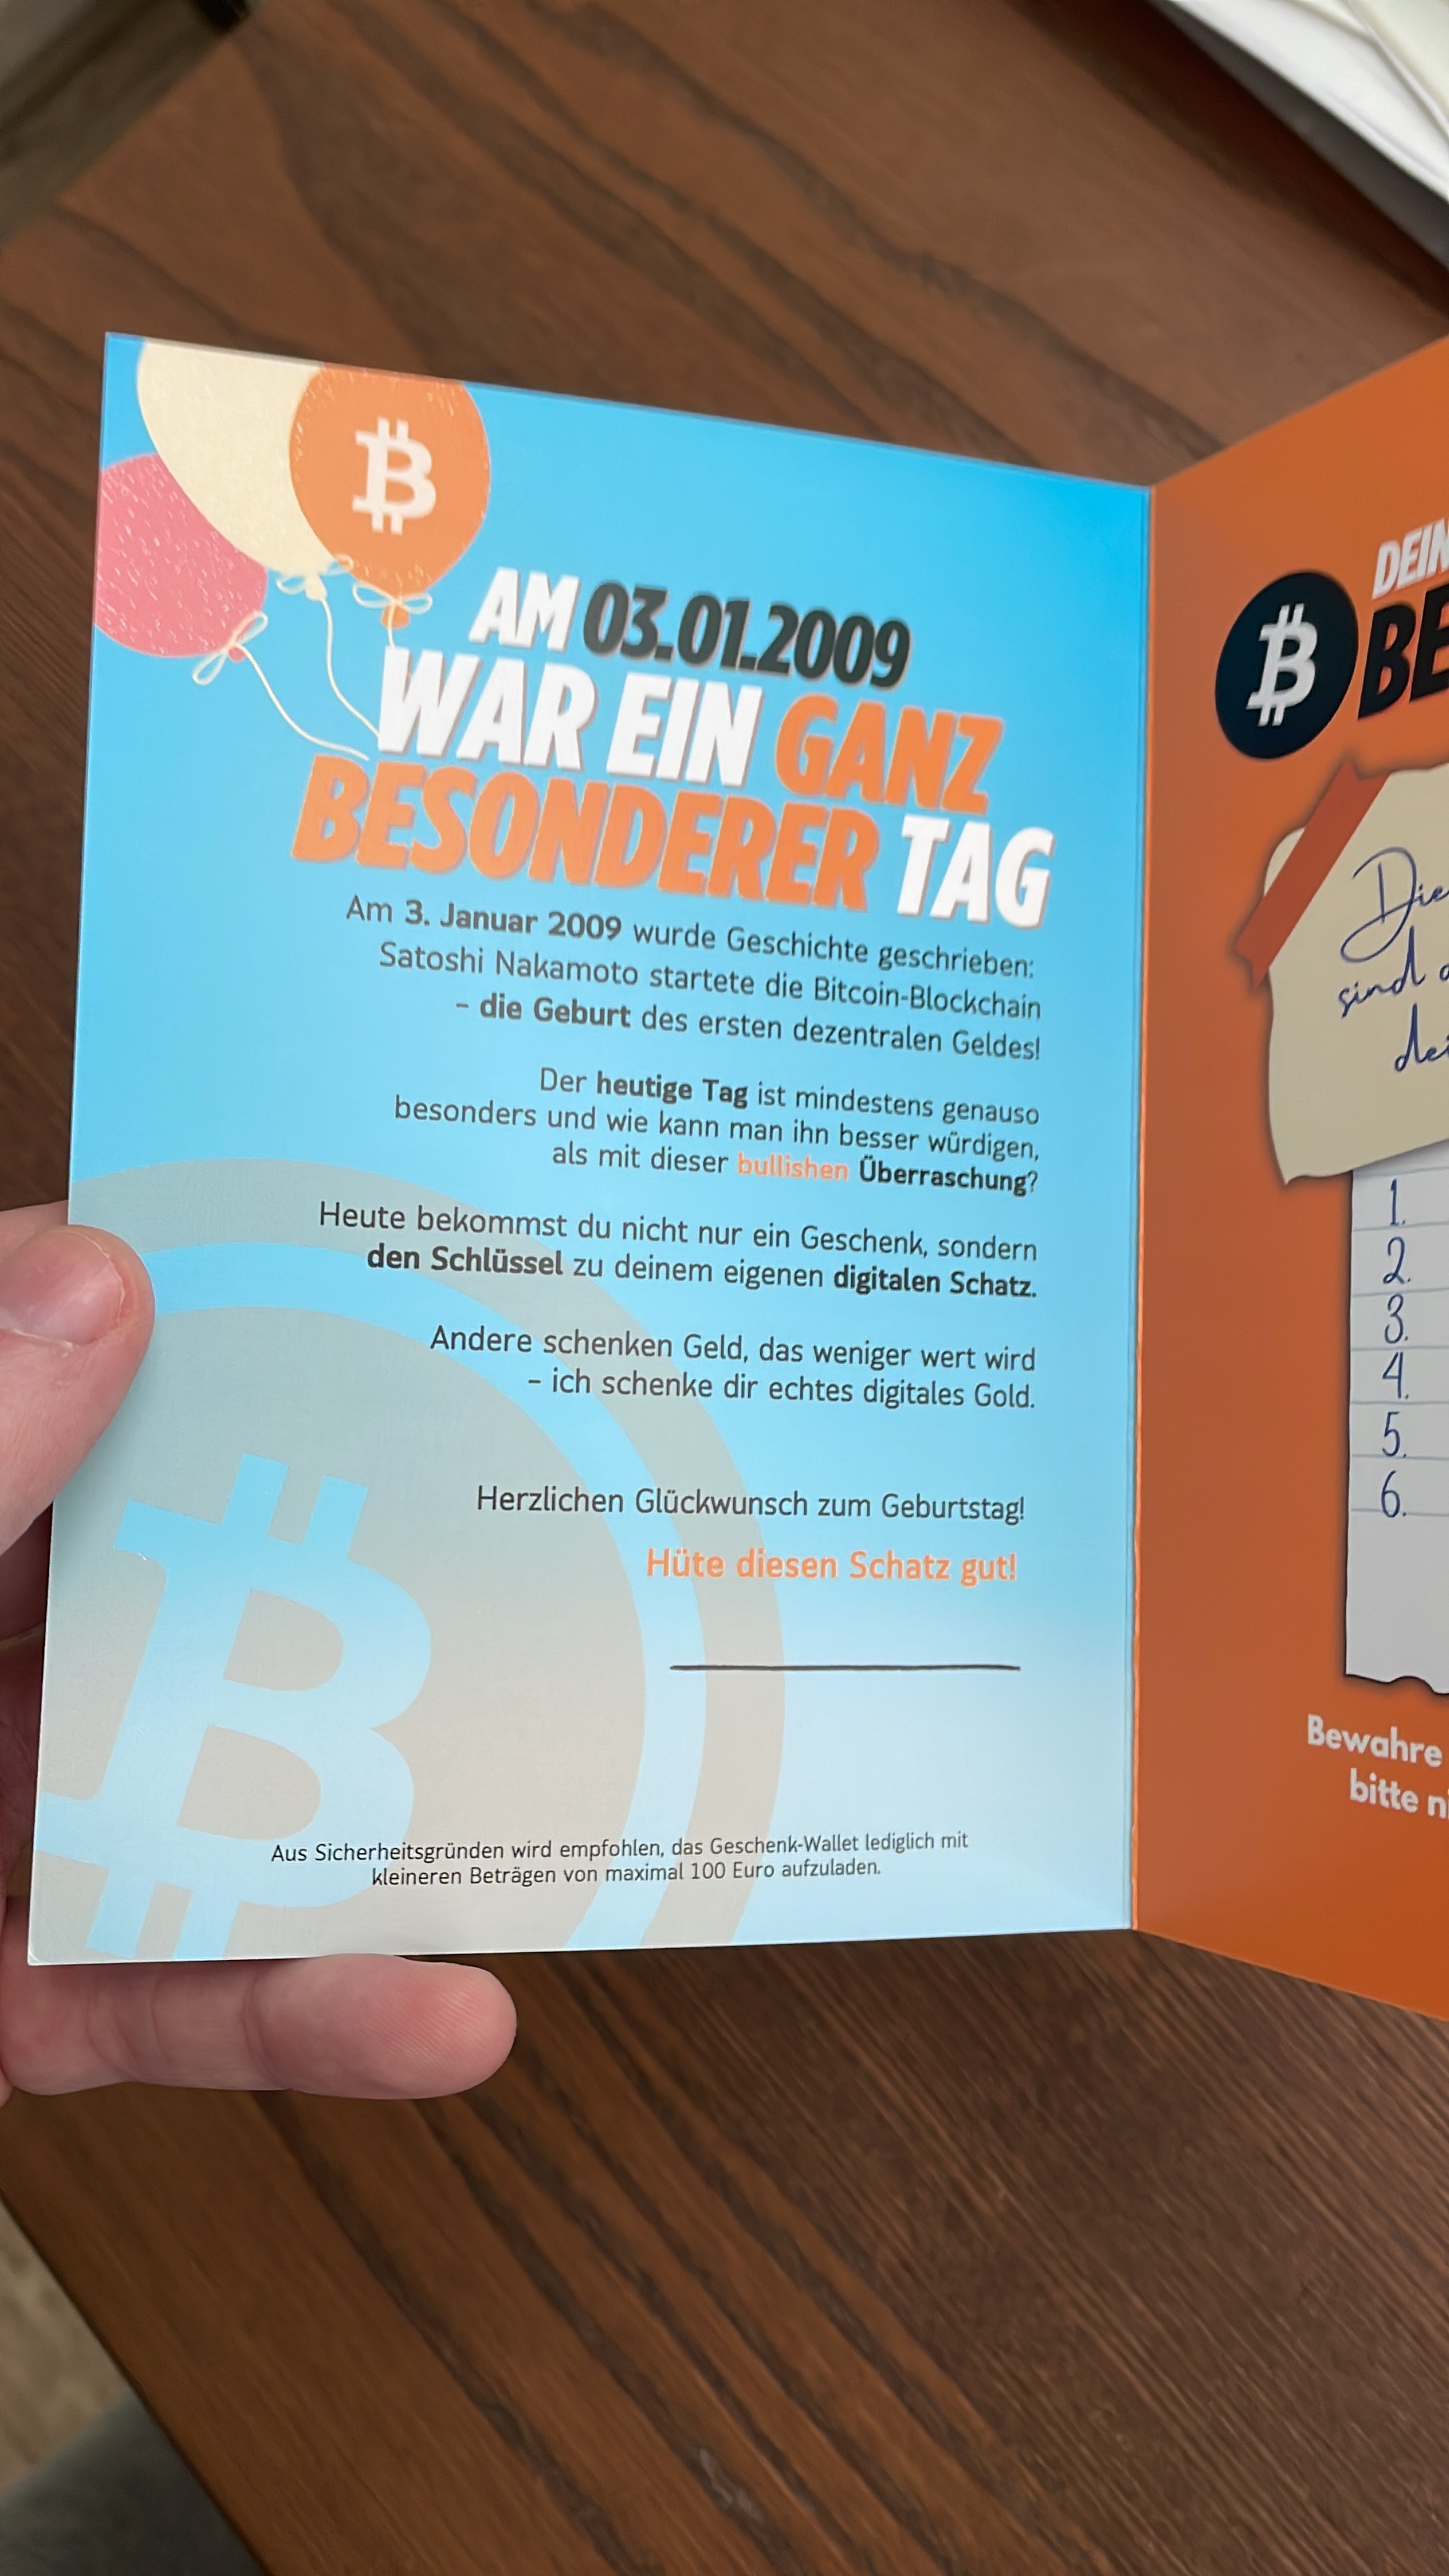 AM 03.01.2009
WAR EIN GANZ
BESONDERER TAG
Am 3. Januar 2009 wurde Geschichte geschrieben:
Satoshi Nakamoto startete die Bitcoin-Blockchain
– die Geburt des ersten dezentralen Geldes!
Der heutige Tag ist mindestens genauso
besonders und wie kann man ihn besser würdigen,
als mit dieser bullishen Überraschung?
Heute bekommst du nicht nur ein Geschenk, sondern
den Schlüssel zu deinem eigenen digitalen Schatz.
Andere schenken Geld, das weniger wert wird
– ich schenke dir echtes digitales Gold.
Herzlichen Glückwunsch zum Geburtstag!
Hüte diesen Schatz gut!
Aus Sicherheitsgründen wird empfohlen, das Geschenk-Wallet lediglich mit
kleineren Beträgen von maximal 100 Euro aufzuladen.
DEIN
BE
Die
sind
1.
2.
3.
4.
5.
6.
Bewahre
bitte